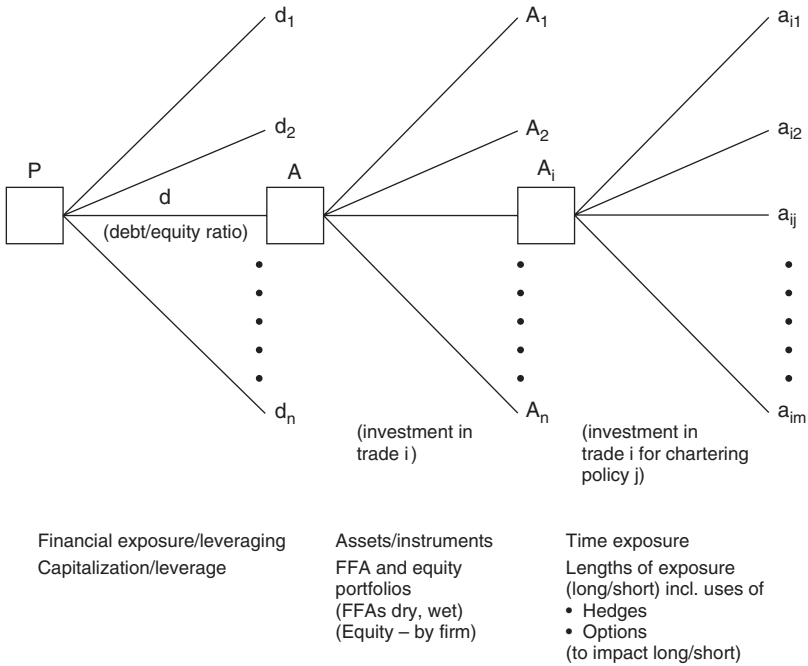 d₁
A₁
aᵢ₁
d₂
A₂
aᵢ₂
P
A
Aᵢ
d
(debt/equity ratio)
aᵢⱼ
dₙ
Aₙ
aᵢₘ
(investment in
trade i)
(investment in
trade i for chartering
policy j)
Financial exposure/leveraging
Capitalization/leverage
Assets/instruments
FFA and equity
portfolios
(FFAs dry, wet)
(Equity – by firm)
Time exposure
Lengths of exposure
(long/short) incl. uses of
• Hedges
• Options
(to impact long/short)